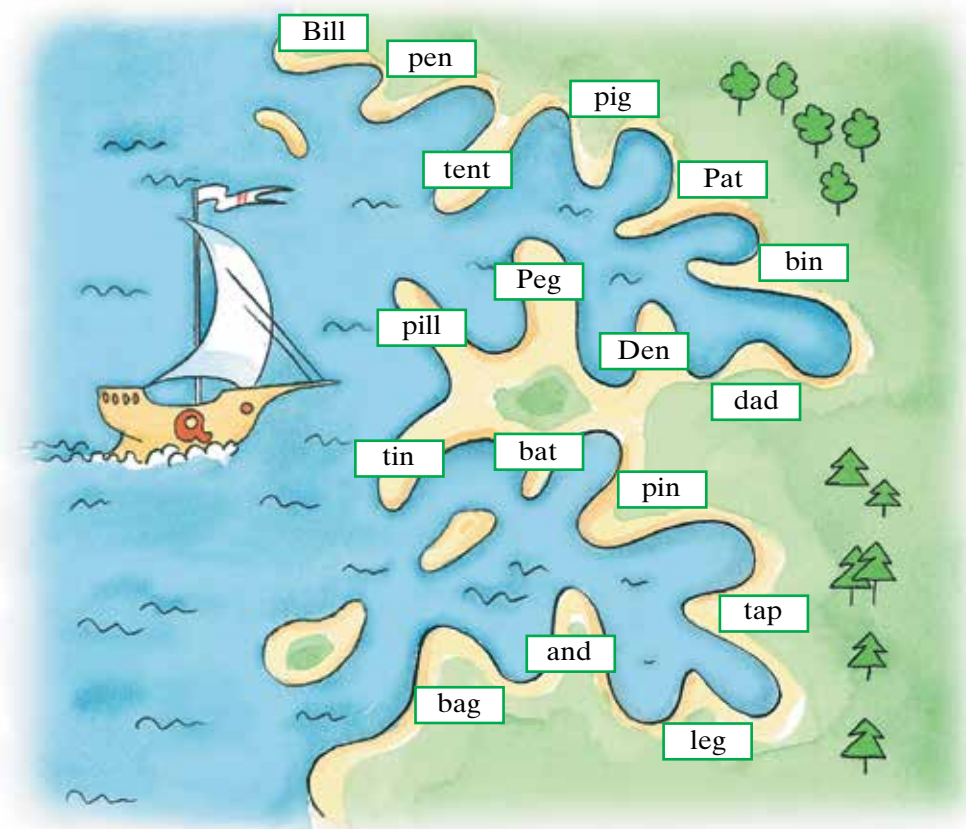 Bill
pen
pig
tent
Pat
bin
Peg
pill
Den
dad
tin
bat
pin
tap
and
bag
leg